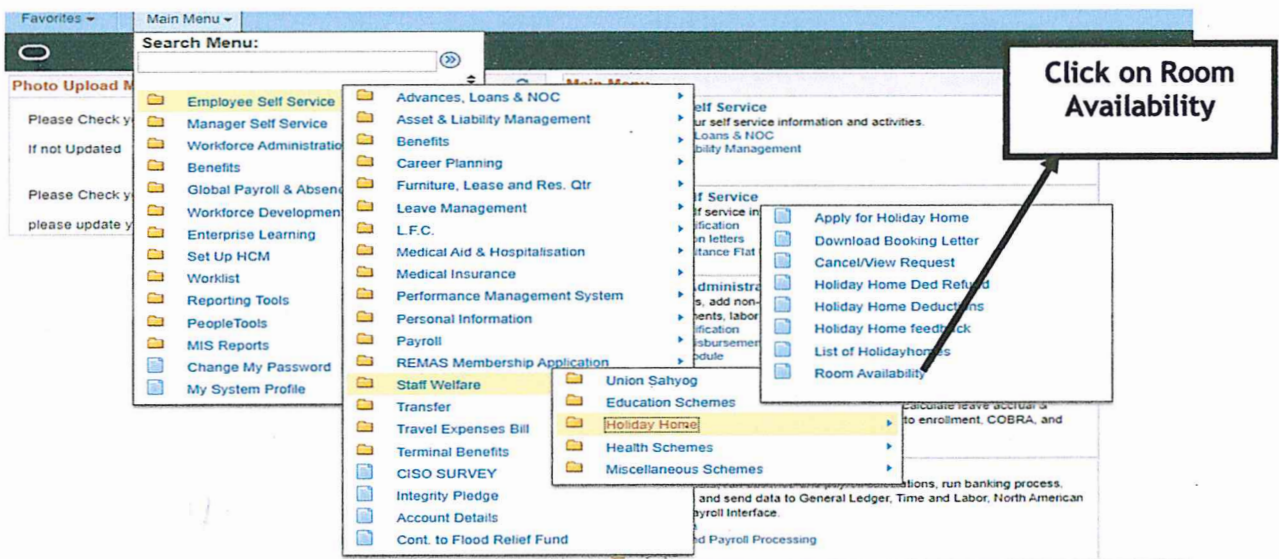 Favorites
Main Menu
Search Menu:
Click on Room
Availability
Photo Upload M
Please Check y
If not Updated
Please Check y
please update y
Employee Self Service
Manager Self Service
Workforce Administratio
Benefits
Global Payroll & Absen
Workforce Developmen
Enterprise Learning
Set Up HCM
Worklist
Reporting Tools
PeopleTools
MIS Reports
Change My Password
My System Profile
Advances, Loans & NOC
Asset & Liability Management
Benefits
Career Planning
Furniture, Lease and Res. Qtr
Leave Management
L.F.C.
Medical Aid & Hospitalisation
Medical Insurance
Performance Management System
Personal Information
Payroll
REMAS Membership Application
Staff Welfare
Transfer
Travel Expenses Bill
Terminal Benefits
CISO SURVEY
Integrity Pledge
Account Details
Cont. to Flood Relief Fund
Union Sahyog
Education Schemes
Holiday Home
Health Schemes
Miscellaneous Schemes
Apply for Holiday Home
Download Booking Letter
Cancel/View Request
Holiday Home Ded Refund
Holiday Home Deductions
Holiday Home feedback
List of Holidayhomes
Room Availability
Main Menu
elf Service
ur self service information and activities.
Loans & NOC
bility Management
lf Service
lf service in
ification
on letters
itance Flat
Administra
s, add non-
ments, labor
ification
isbursemen
odule
calculate leave accrual &
to enrollment, COBRA, and
ations, run banking process.
and send data to General Ledger, Time and Labor, North American
ayroll Interface.
nd Payroll Processing